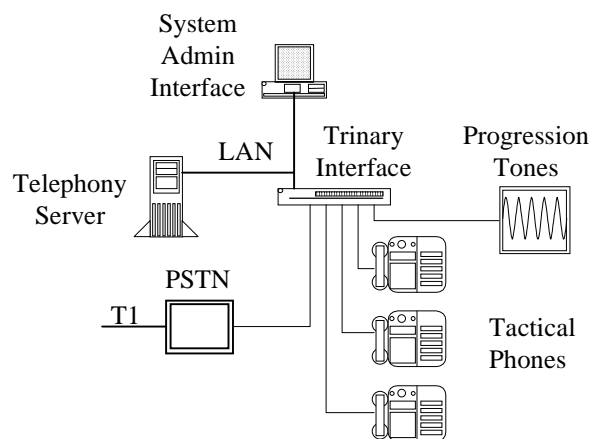 System
Admin
Interface
LAN
Trinary
Interface
Progression
Tones
Telephony
Server
PSTN
T1
Tactical
Phones